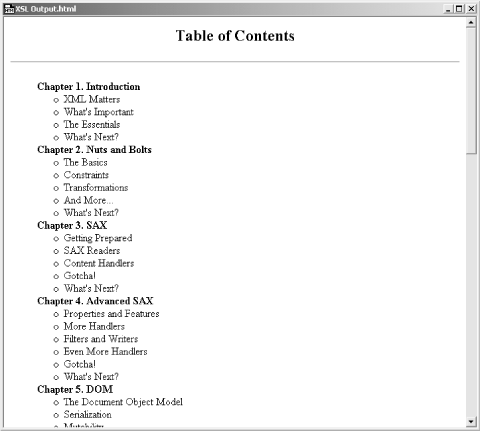 XSL Output.html
Table of Contents
Chapter 1. Introduction
XML Matters
What's Important
The Essentials
What's Next?
Chapter 2. Nuts and Bolts
The Basics
Constraints
Transformations
And More...
What's Next?
Chapter 3. SAX
Getting Prepared
SAX Readers
Content Handlers
Gotcha!
What's Next?
Chapter 4. Advanced SAX
Properties and Features
More Handlers
Filters and Writers
Even More Handlers
Gotcha!
What's Next?
Chapter 5. DOM
The Document Object Model
Serialization
Mutability